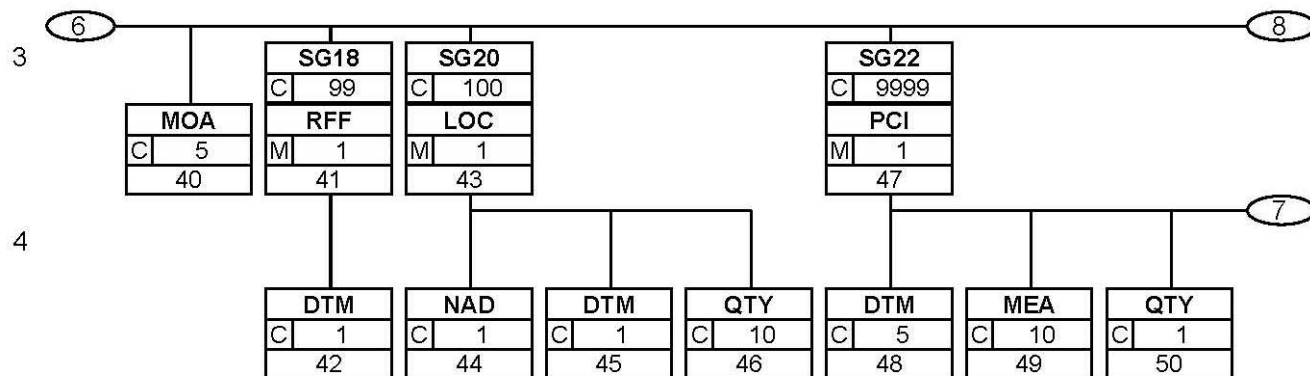 6 8
3 SG18 SG20 SG22
C 99 C 100 C 9999
MOA RFF LOC PCI
C 5 M 1 M 1 M 1
40 41 43 47
7
4
DTM NAD DTM QTY DTM MEA QTY
C 1 C 1 C 1 C 10 C 5 C 10 C 1
42 44 45 46 48 49 50